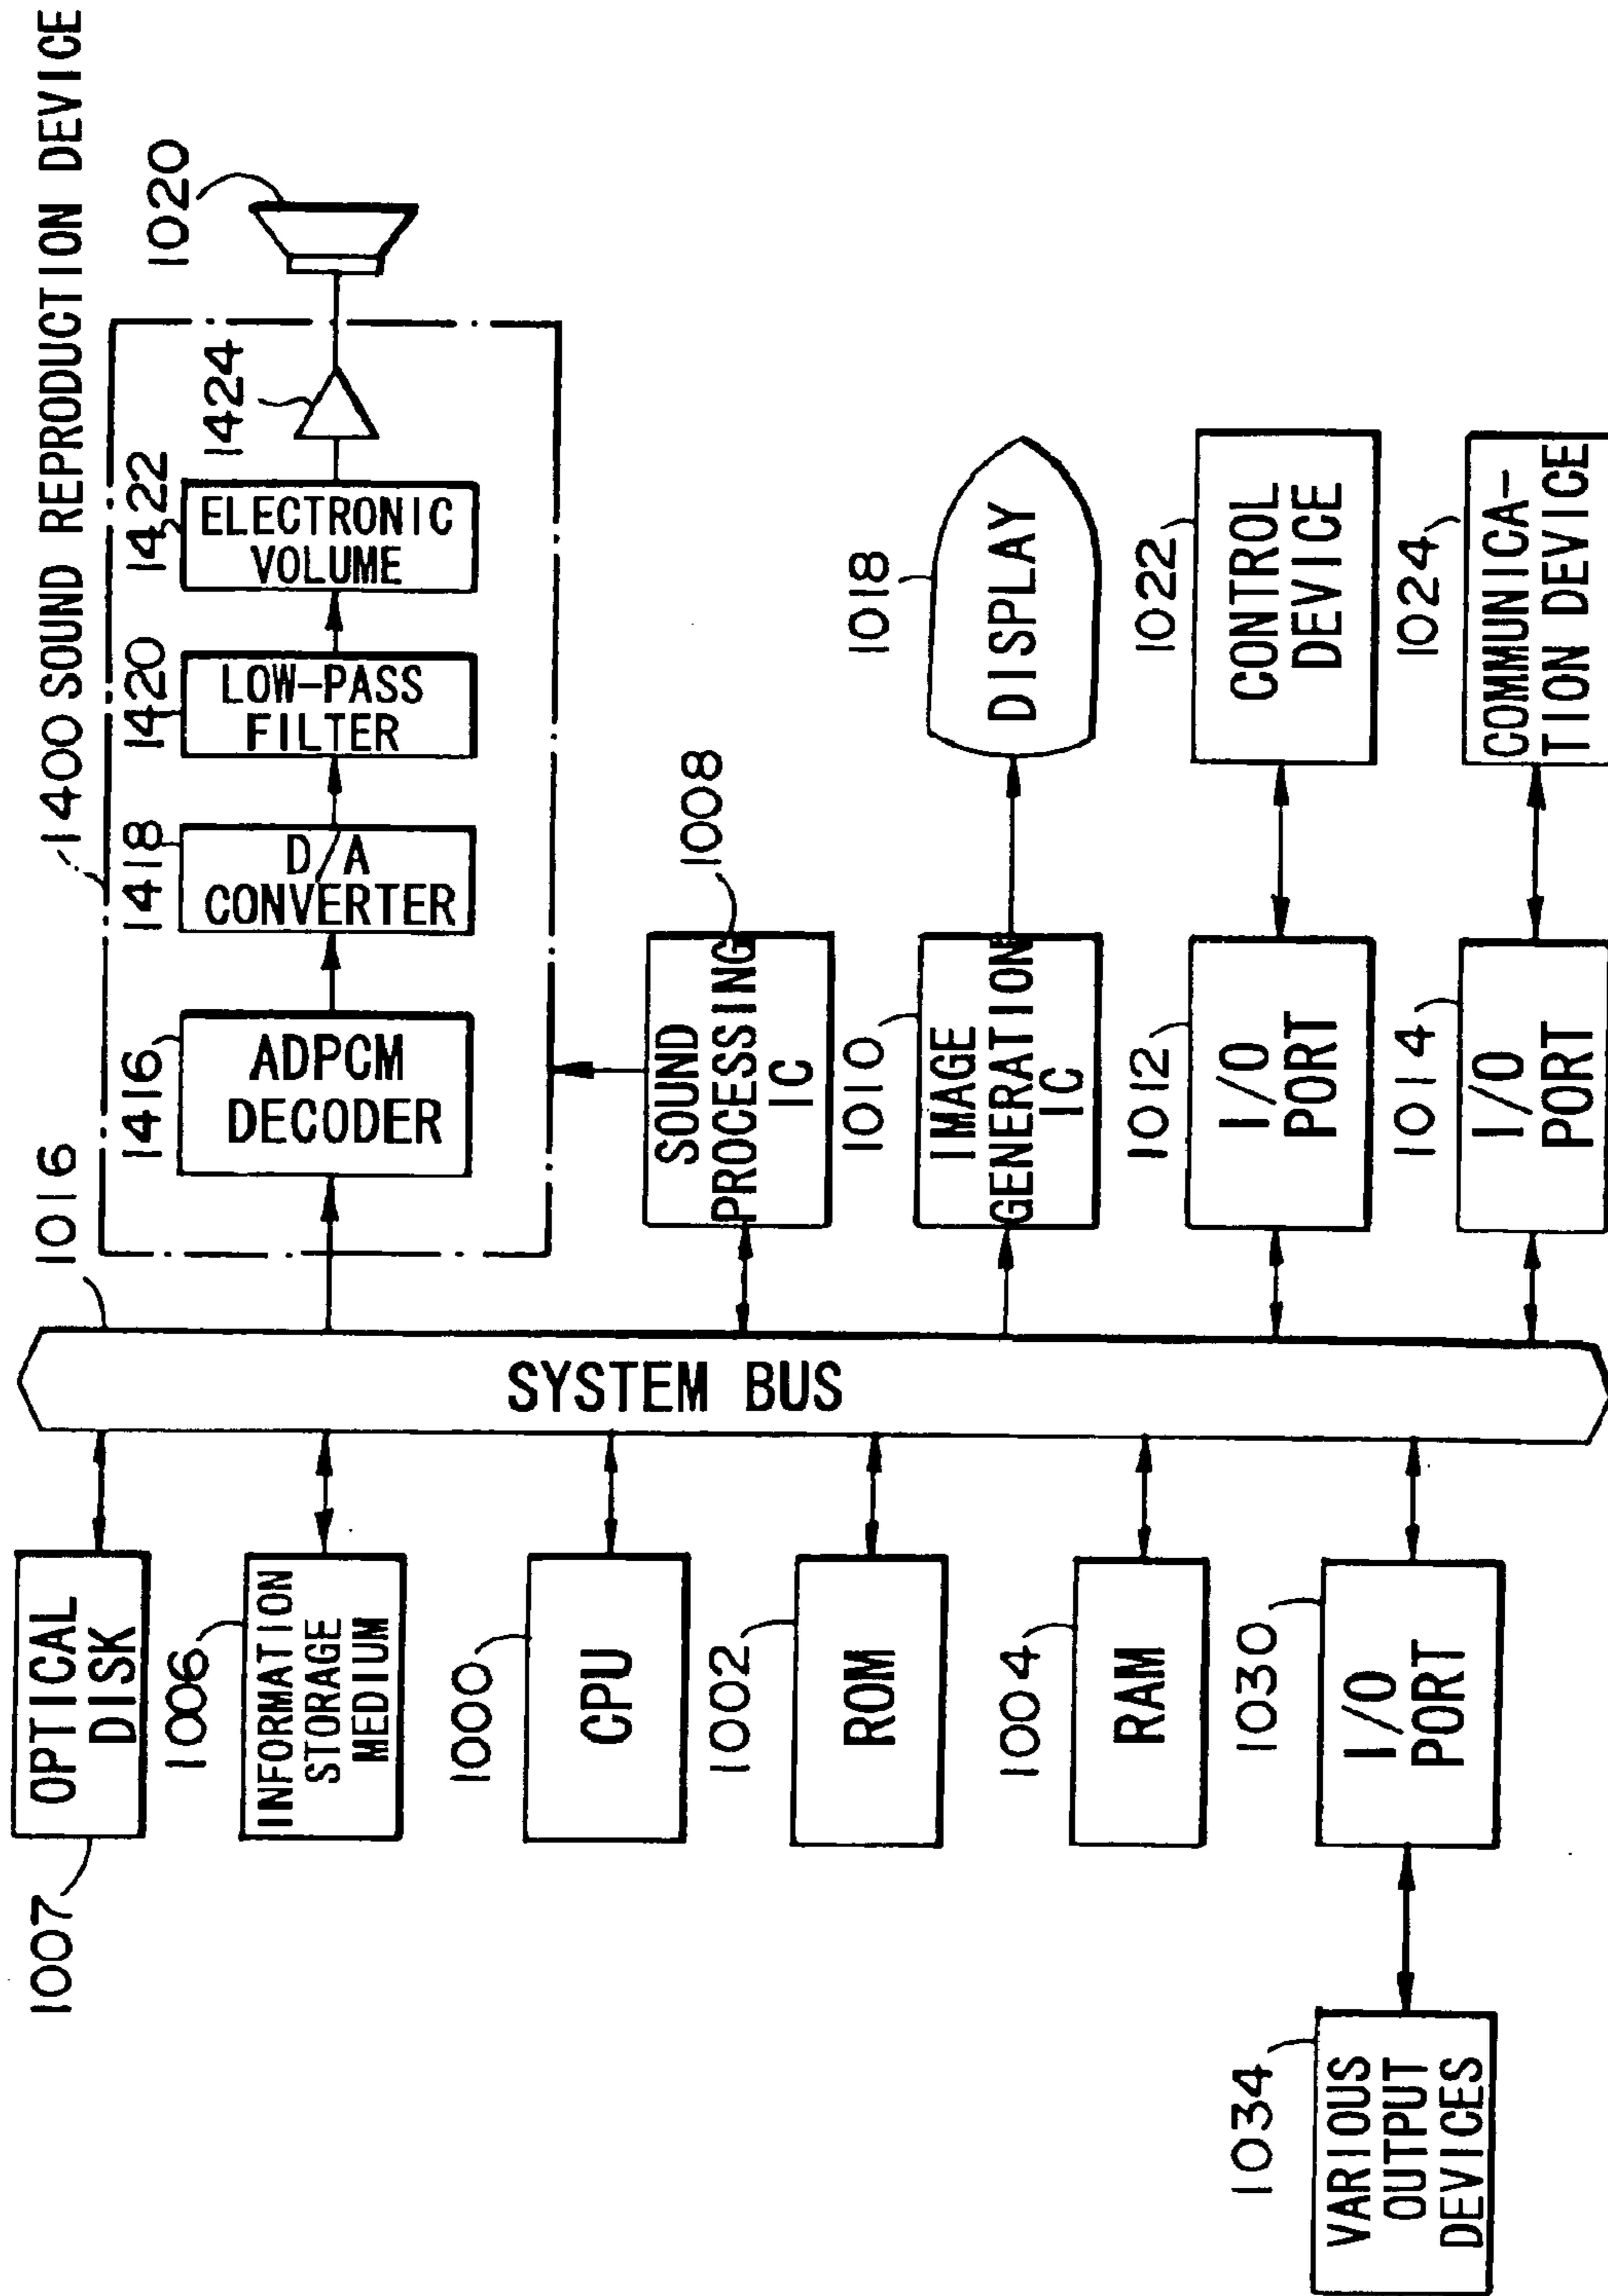 1400 SOUND REPRODUCTION DEVICE
1016
1416
ADPCM
DECODER
1418
D/A
CONVERTER
1420
LOW-PASS
FILTER
1422
ELECTRONIC
VOLUME
1424
1020
1007
OPTICAL
DISK
1006
INFORMATION
STORAGE
MEDIUM
1000
CPU
1002
ROM
1004
RAM
1030
I/O
PORT
1034
VARIOUS
OUTPUT
DEVICES
SYSTEM BUS
1008
SOUND
PROCESSING
IC
1010
IMAGE
GENERATION
IC
1018
DISPLAY
1012
I/O
PORT
1022
CONTROL
DEVICE
1014
I/O
PORT
1024
COMMUNICA-
TION DEVICE